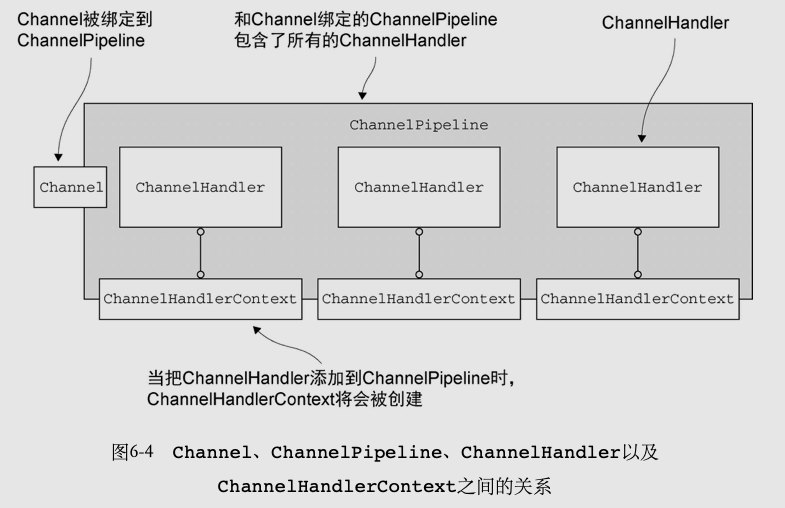 Channel被绑定到
ChannelPipeline
和Channel绑定的ChannelPipeline
包含了所有的ChannelHandler
ChannelHandler
ChannelPipeline
Channel
ChannelHandler
ChannelHandler
ChannelHandler
ChannelHandlerContext
ChannelHandlerContext
ChannelHandlerContext
当把ChannelHandler添加到ChannelPipeline时，
ChannelHandlerContext将会被创建
图6-4 Channel、ChannelPipeline、ChannelHandler以及
ChannelHandlerContext之间的关系